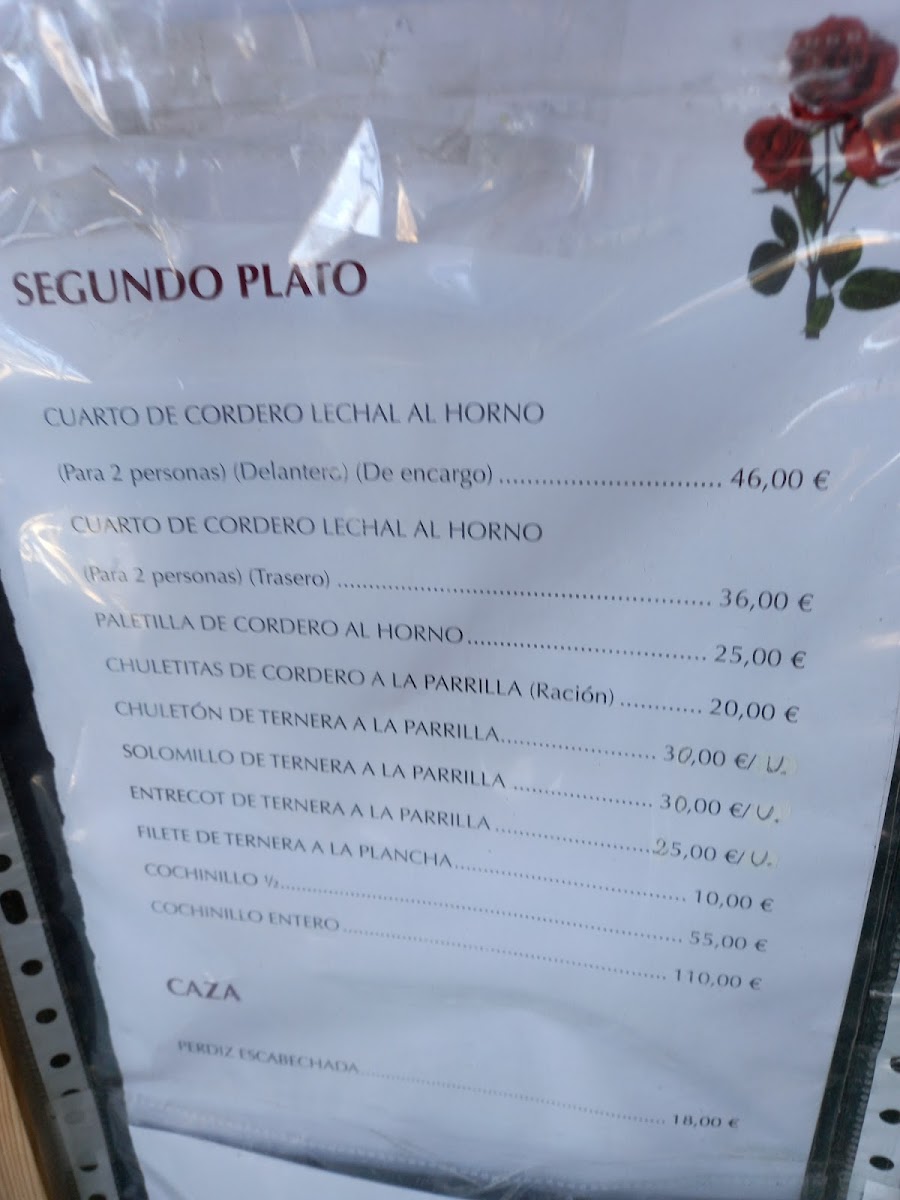 SEGUNDO PLATO
CUARTO DE CORDERO LECHAL AL HORNO
(Para 2 personas) (Delantero) (De encargo).............................. 46,00 €
CUARTO DE CORDERO LECHAL AL HORNO
(Para 2 personas) (Trasero) .......................................................... 36,00 €
PALETILLA DE CORDERO AL HORNO..................................... 25,00 €
CHULETITAS DE CORDERO A LA PARRILLA (Ración) ............ 20,00 €
CHULETÓN DE TERNERA A LA PARRILLA........................ 30,00 €/ U.
SOLOMILLO DE TERNERA A LA PARRILLA ...................... 30,00 €/ U.
ENTRECOT DE TERNERA A LA PARRILLA ........................25,00 €/ U.
FILETE DE TERNERA A LA PLANCHA..................................... 10,00 €
COCHINILLO ½................................................................ 55,00 €
COCHINILLO ENTERO..................................................... 110,00 €
CAZA
PERDIZ ESCABECHADA.................................................... 18,00 €